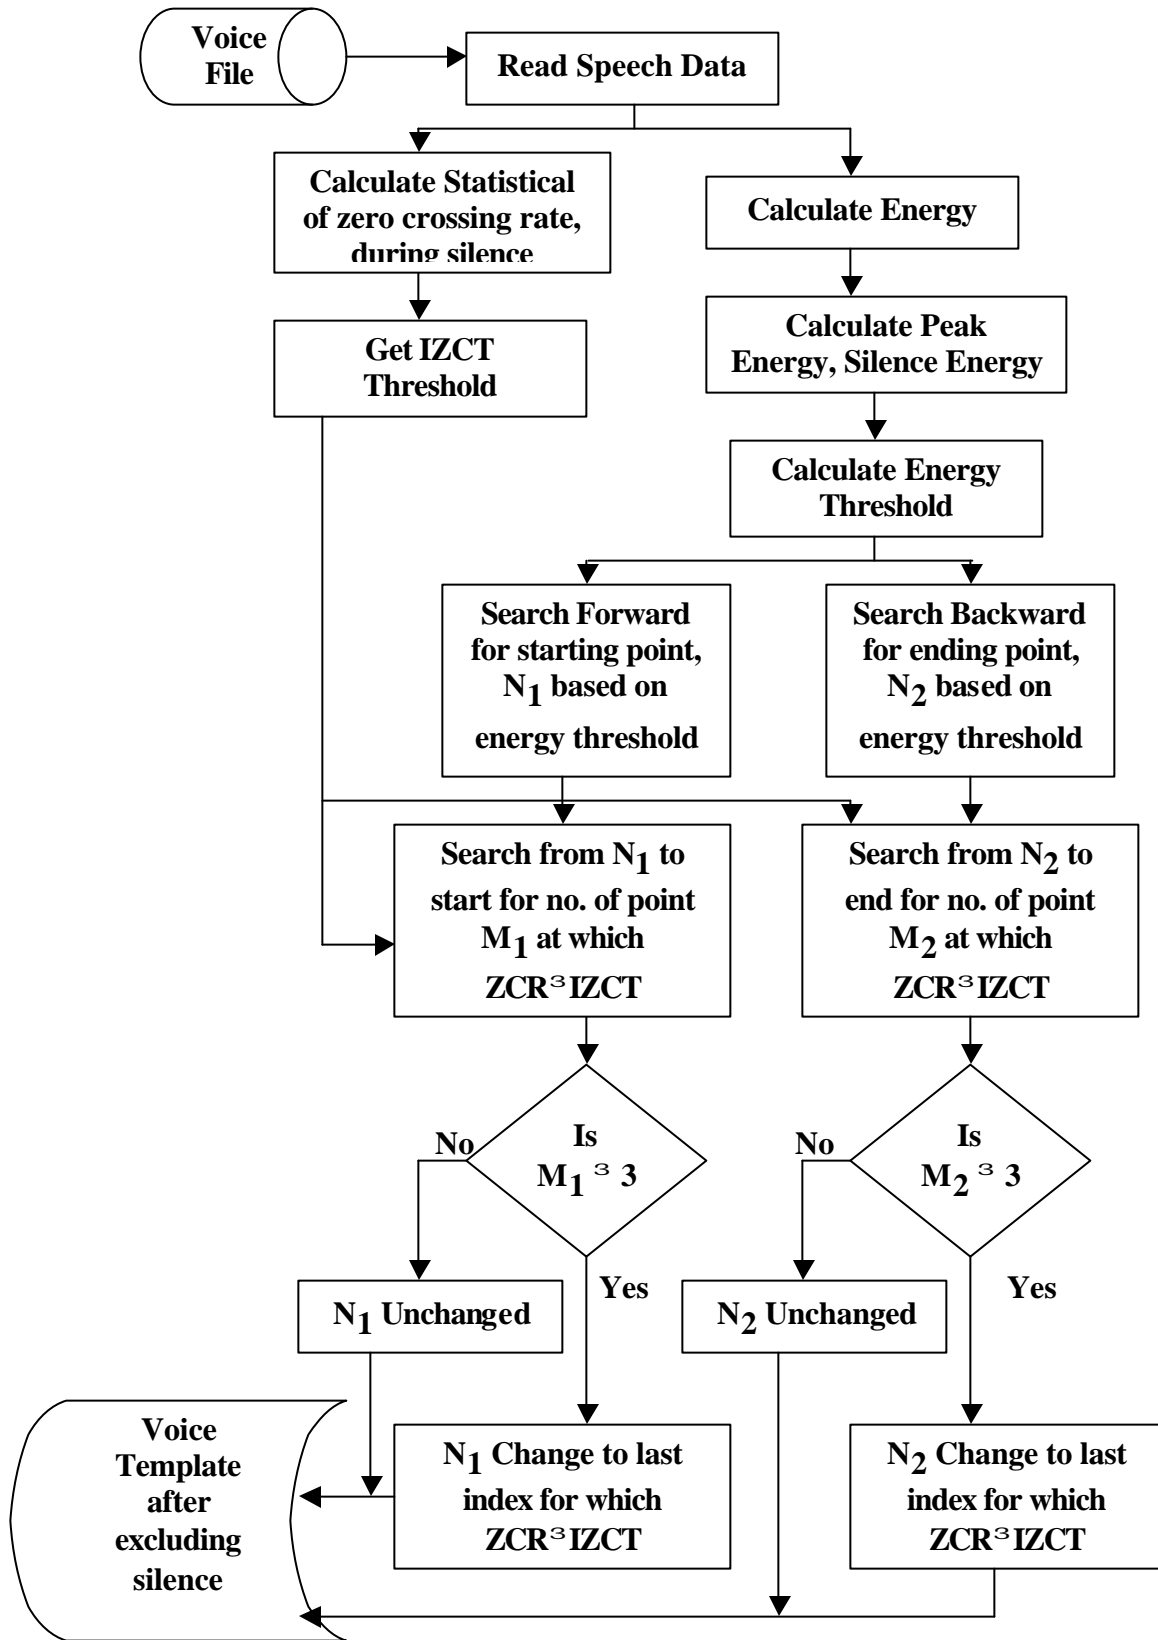 Voice
File
Read Speech Data
Calculate Statistical
of zero crossing rate,
during silence
Calculate Energy
Get IZCT
Threshold
Calculate Peak
Energy, Silence Energy
Calculate Energy
Threshold
Search Forward
for starting point,
N1 based on
energy threshold
Search Backward
for ending point,
N2 based on
energy threshold
Search from N1 to
start for no. of point
M1 at which
ZCR³IZCT
Search from N2 to
end for no. of point
M2 at which
ZCR³IZCT
No
Is
M1 ³ 3
No
Is
M2 ³ 3
Yes
Yes
N1 Unchanged
N2 Unchanged
Voice
Template
after
excluding
silence
N1 Change to last
index for which
ZCR³IZCT
N2 Change to last
index for which
ZCR³IZCT